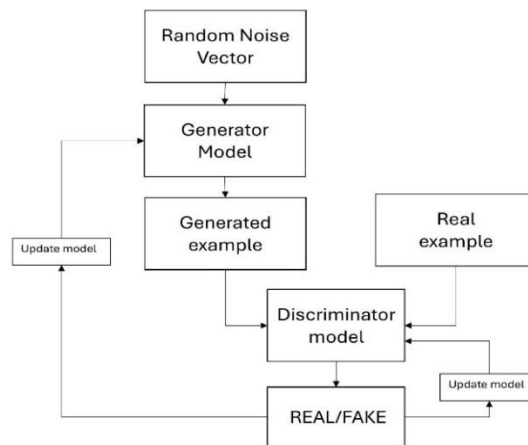 Random Noise
Vector
Generator
Model
Generated
example
Real
example
Update model
Discriminator
model
Update model
REAL/FAKE